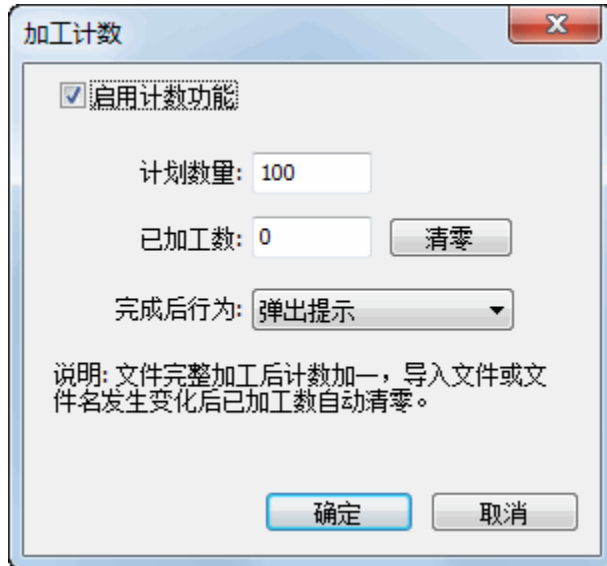 加工计数
启用计数功能
计划数量: 100
已加工数: 0 清零
完成后行为: 弹出提示
说明: 文件完整加工后计数加一，导入文件或文
件名发生变化后已加工数自动清零。
确定 取消